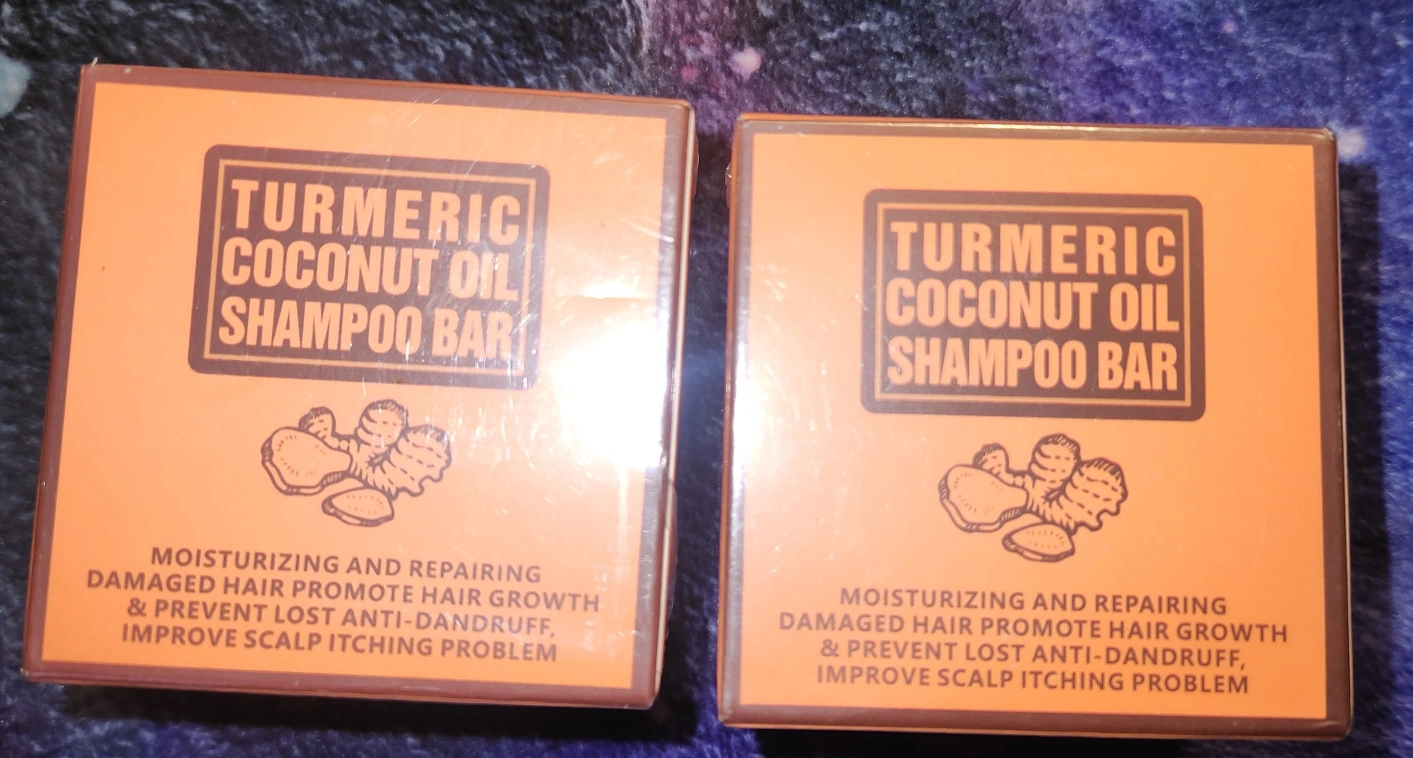 TURMERIC
COCONUT OIL
SHAMPOO BAR
MOISTURIZING AND REPAIRING
DAMAGED HAIR PROMOTE HAIR GROWTH
& PREVENT LOST ANTI-DANDRUFF,
IMPROVE SCALP ITCHING PROBLEM
TURMERIC
COCONUT OIL
SHAMPOO BAR
MOISTURIZING AND REPAIRING
DAMAGED HAIR PROMOTE HAIR GROWTH
& PREVENT LOST ANTI-DANDRUFF,
IMPROVE SCALP ITCHING PROBLEM